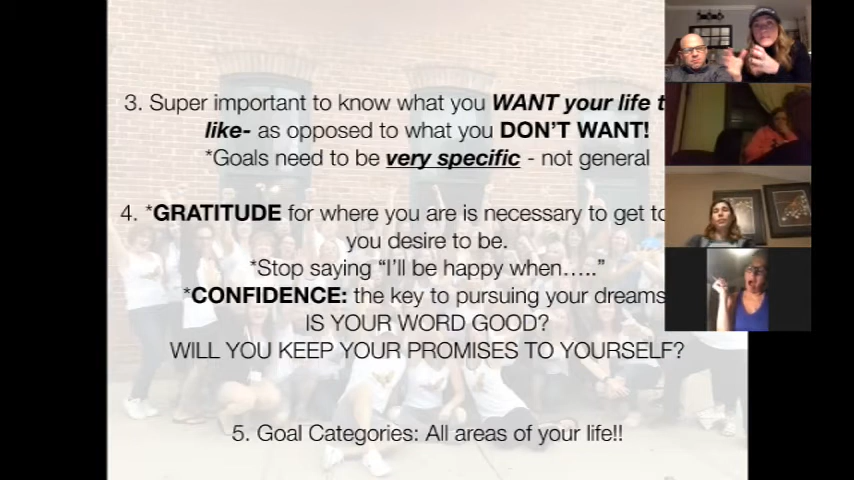 3. Super important to know what you WANT your life t
like- as opposed to what you DON'T WANT!
*Goals need to be very specific - not general
4. *GRATITUDE for where you are is necessary to get to
you desire to be.
*Stop saying “I'll be happy when…..”
*CONFIDENCE: the key to pursuing your dreams
IS YOUR WORD GOOD?
WILL YOU KEEP YOUR PROMISES TO YOURSELF?
5. Goal Categories: All areas of your life!!